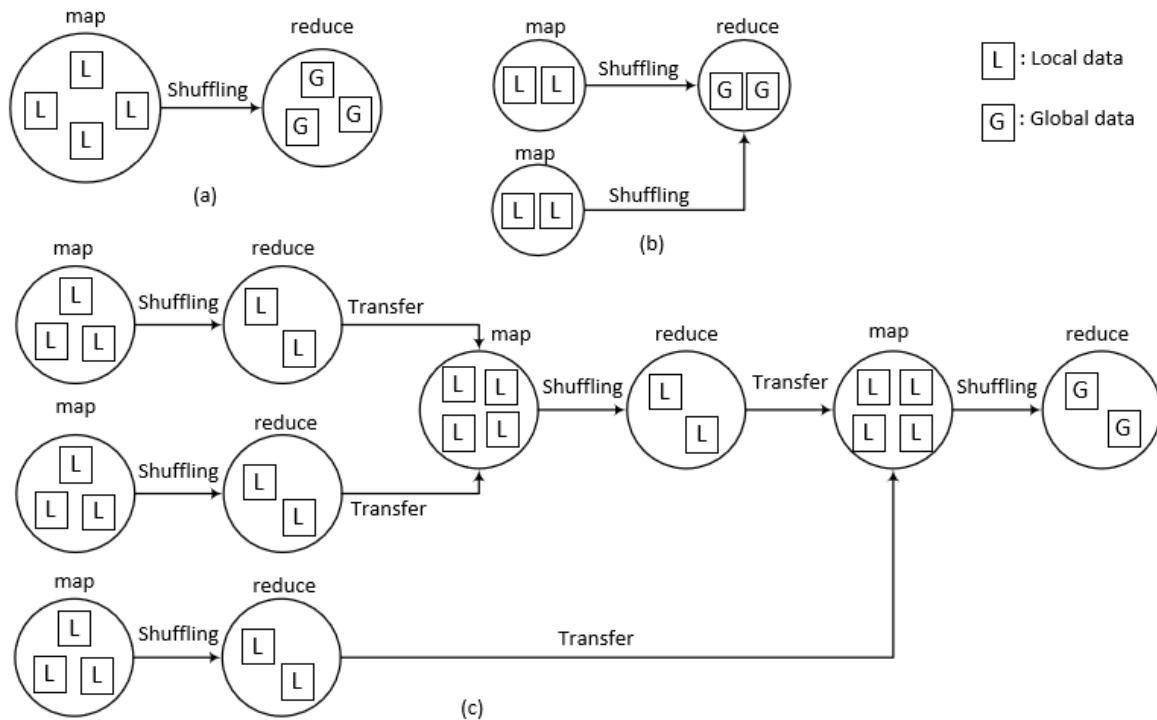 map
reduce
L
L
L
L
Shuffling
G
G
G
(a)
map
reduce
L L
Shuffling
G G
map
L L
Shuffling
(b)
L : Local data
G : Global data
map
reduce
L
L L
Shuffling
L
L
Transfer
map
reduce
L
L L
Shuffling
L
L
Transfer
map
L L
L L
Shuffling
reduce
L
L
Transfer
map
L L
L L
Shuffling
reduce
G
G
map
reduce
L
L L
Shuffling
L
L
Transfer
(c)